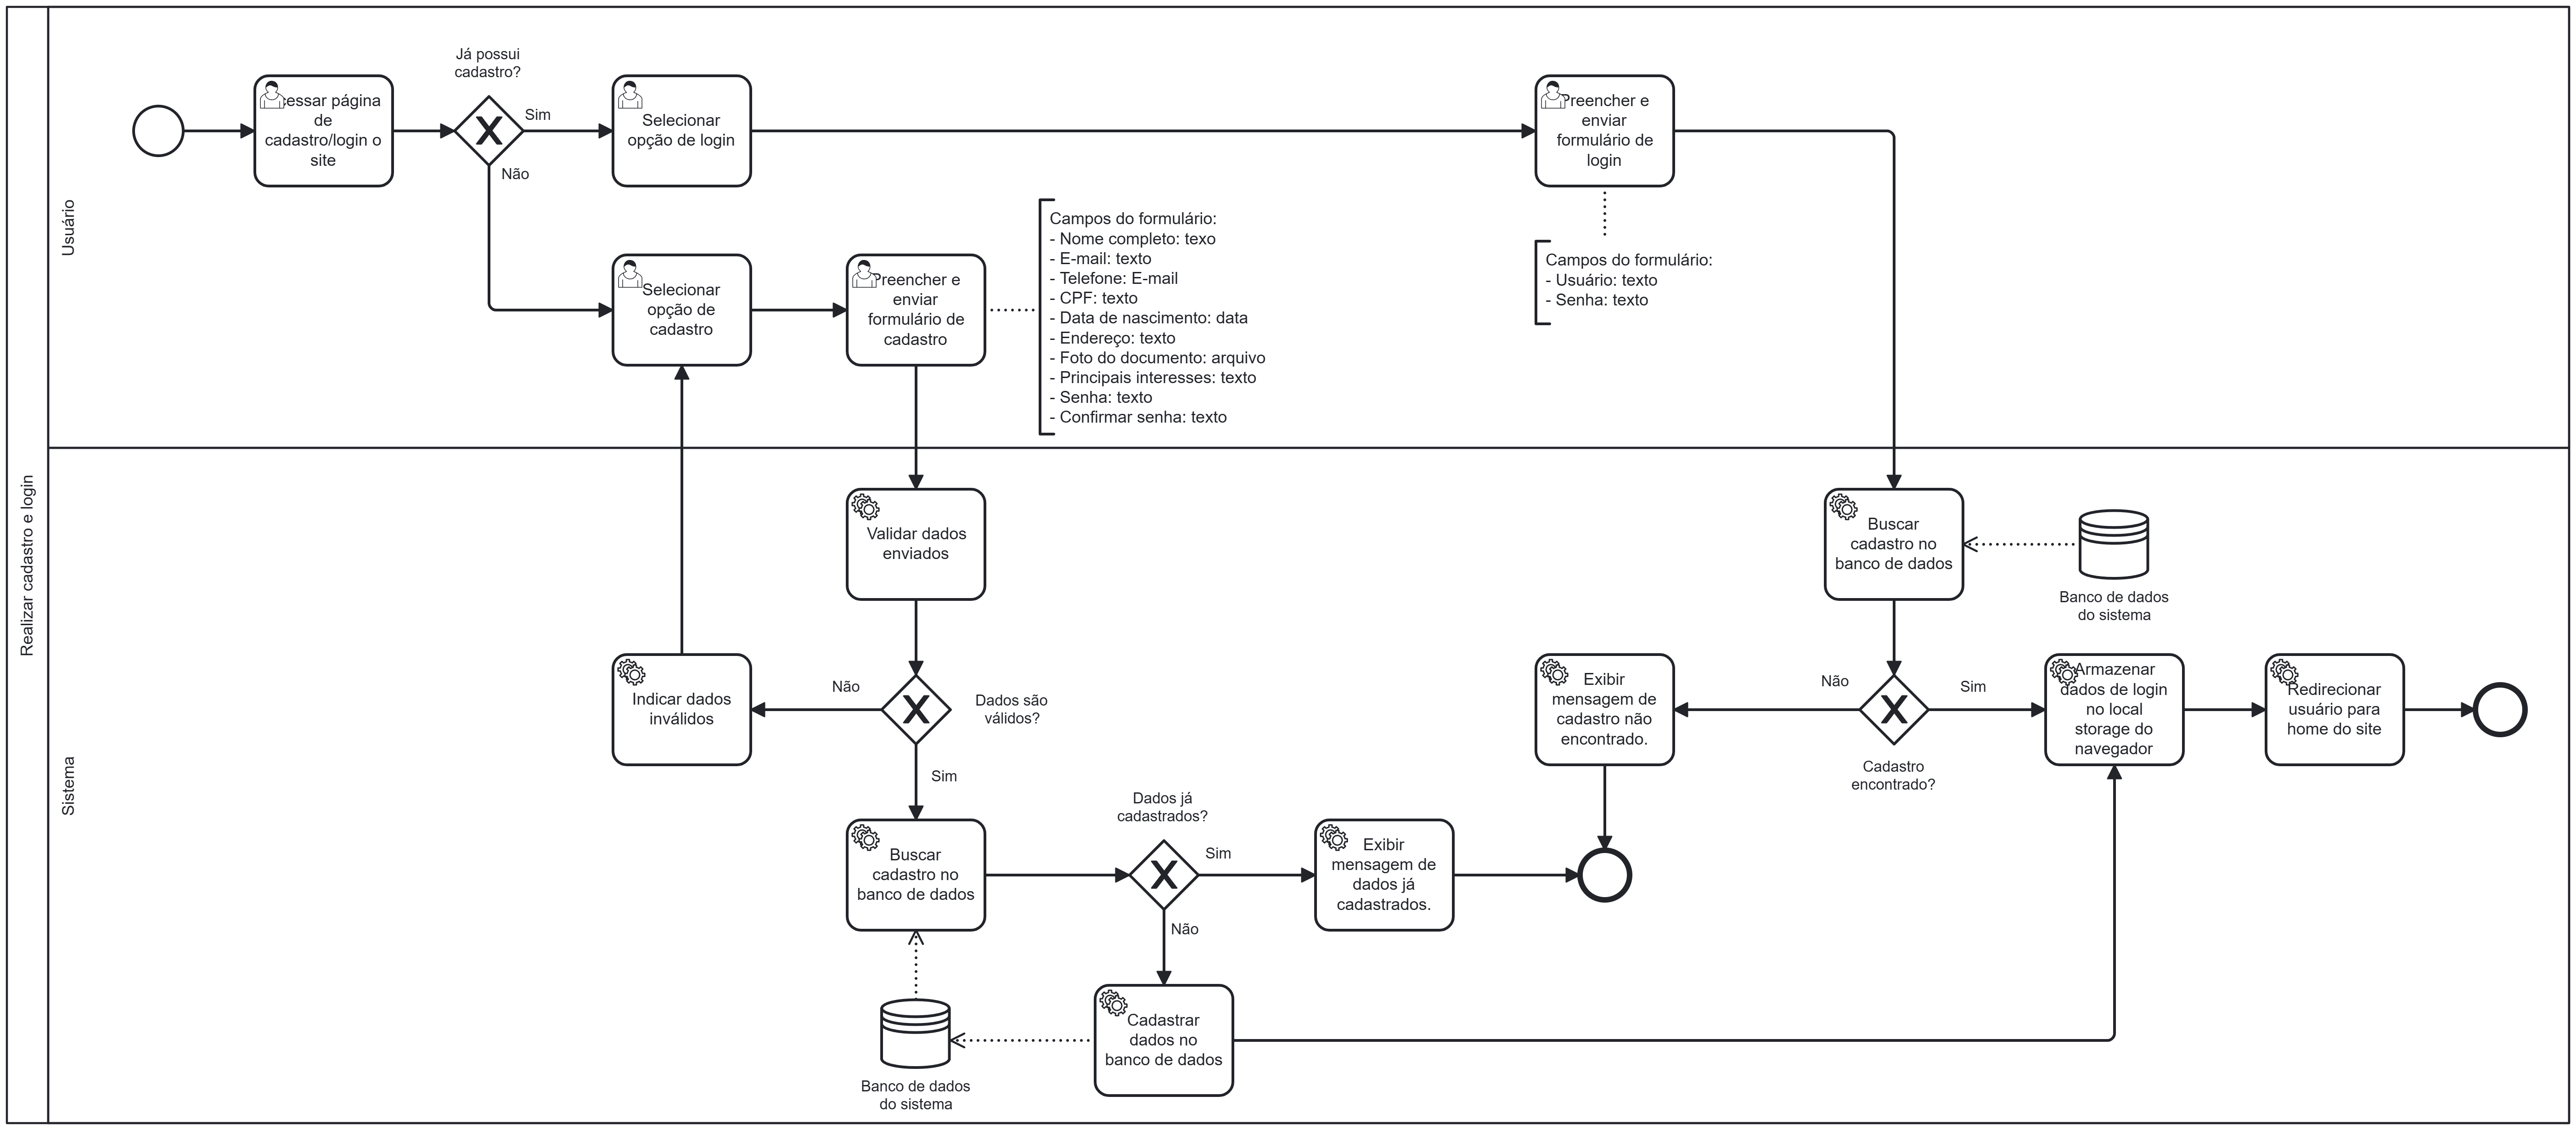 Realizar cadastro e login
Usuário
Sistema
cessar página
de
cadastro/login o
site
Já possui
cadastro?
Sim
Não
Selecionar
opção de login
Preencher e
enviar
formulário de
login
Campos do formulário:
- Usuário: texto
- Senha: texto
Selecionar
opção de
cadastro
Preencher e
enviar
formulário de
cadastro
Campos do formulário:
- Nome completo: texo
- E-mail: texto
- Telefone: E-mail
- CPF: texto
- Data de nascimento: data
- Endereço: texto
- Foto do documento: arquivo
- Principais interesses: texto
- Senha: texto
- Confirmar senha: texto
Validar dados
enviados
Buscar
cadastro no
banco de dados
Banco de dados
do sistema
Indicar dados
inválidos
Não
Dados são
válidos?
Sim
Exibir
mensagem de
cadastro não
encontrado.
Não
Sim
Cadastro
encontrado?
Armazenar
dados de login
no local
storage do
navegador
Redirecionar
usuário para
home do site
Buscar
cadastro no
banco de dados
Dados já
cadastrados?
Sim
Não
Exibir
mensagem de
dados já
cadastrados.
Cadastrar
dados no
banco de dados
Banco de dados
do sistema